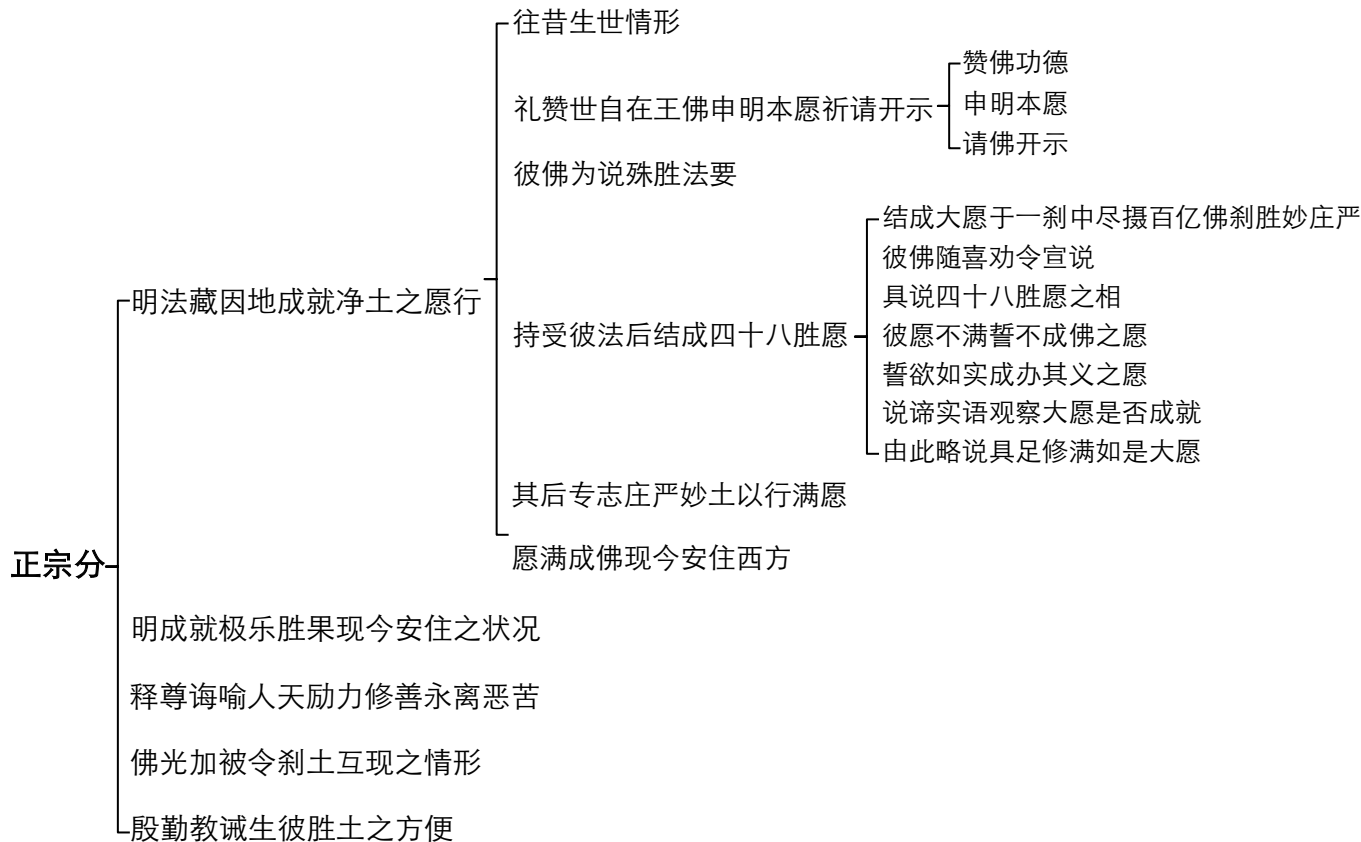 正宗分
明法藏因地成就净土之愿行
往昔生世情形
礼赞世自在王佛申明本愿祈请开示
赞佛功德
申明本愿
请佛开示
彼佛为说殊胜法要
持受彼法后结成四十八胜愿
结成大愿于一刹中尽摄百亿佛刹胜妙庄严
彼佛随喜劝令宣说
具说四十八胜愿之相
彼愿不满誓不成佛之愿
誓欲如实成办其义之愿
说谛实语观察大愿是否成就
由此略说具足修满如是大愿
其后专志庄严妙土以行满愿
愿满成佛现今安住西方
明成就极乐胜果现今安住之状况
释尊诲喻人天励力修善永离恶苦
佛光加被令刹土互现之情形
殷勤教诫生彼胜土之方便